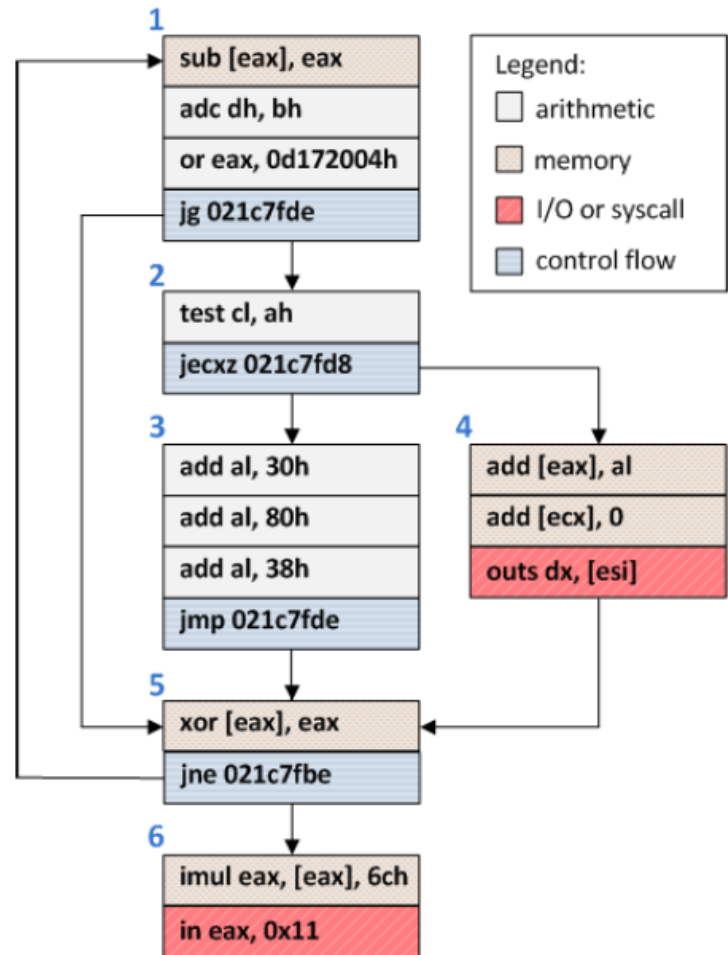 1
sub [eax], eax
adc dh, bh
or eax, 0d172004h
jg 021c7fde
Legend:
arithmetic
memory
I/O or syscall
control flow
2
test cl, ah
jecxz 021c7fd8
3
add al, 30h
add al, 80h
add al, 38h
jmp 021c7fde
4
add [eax], al
add [ecx], 0
outs dx, [esi]
5
xor [eax], eax
jne 021c7fbe
6
imul eax, [eax], 6ch
in eax, 0x11